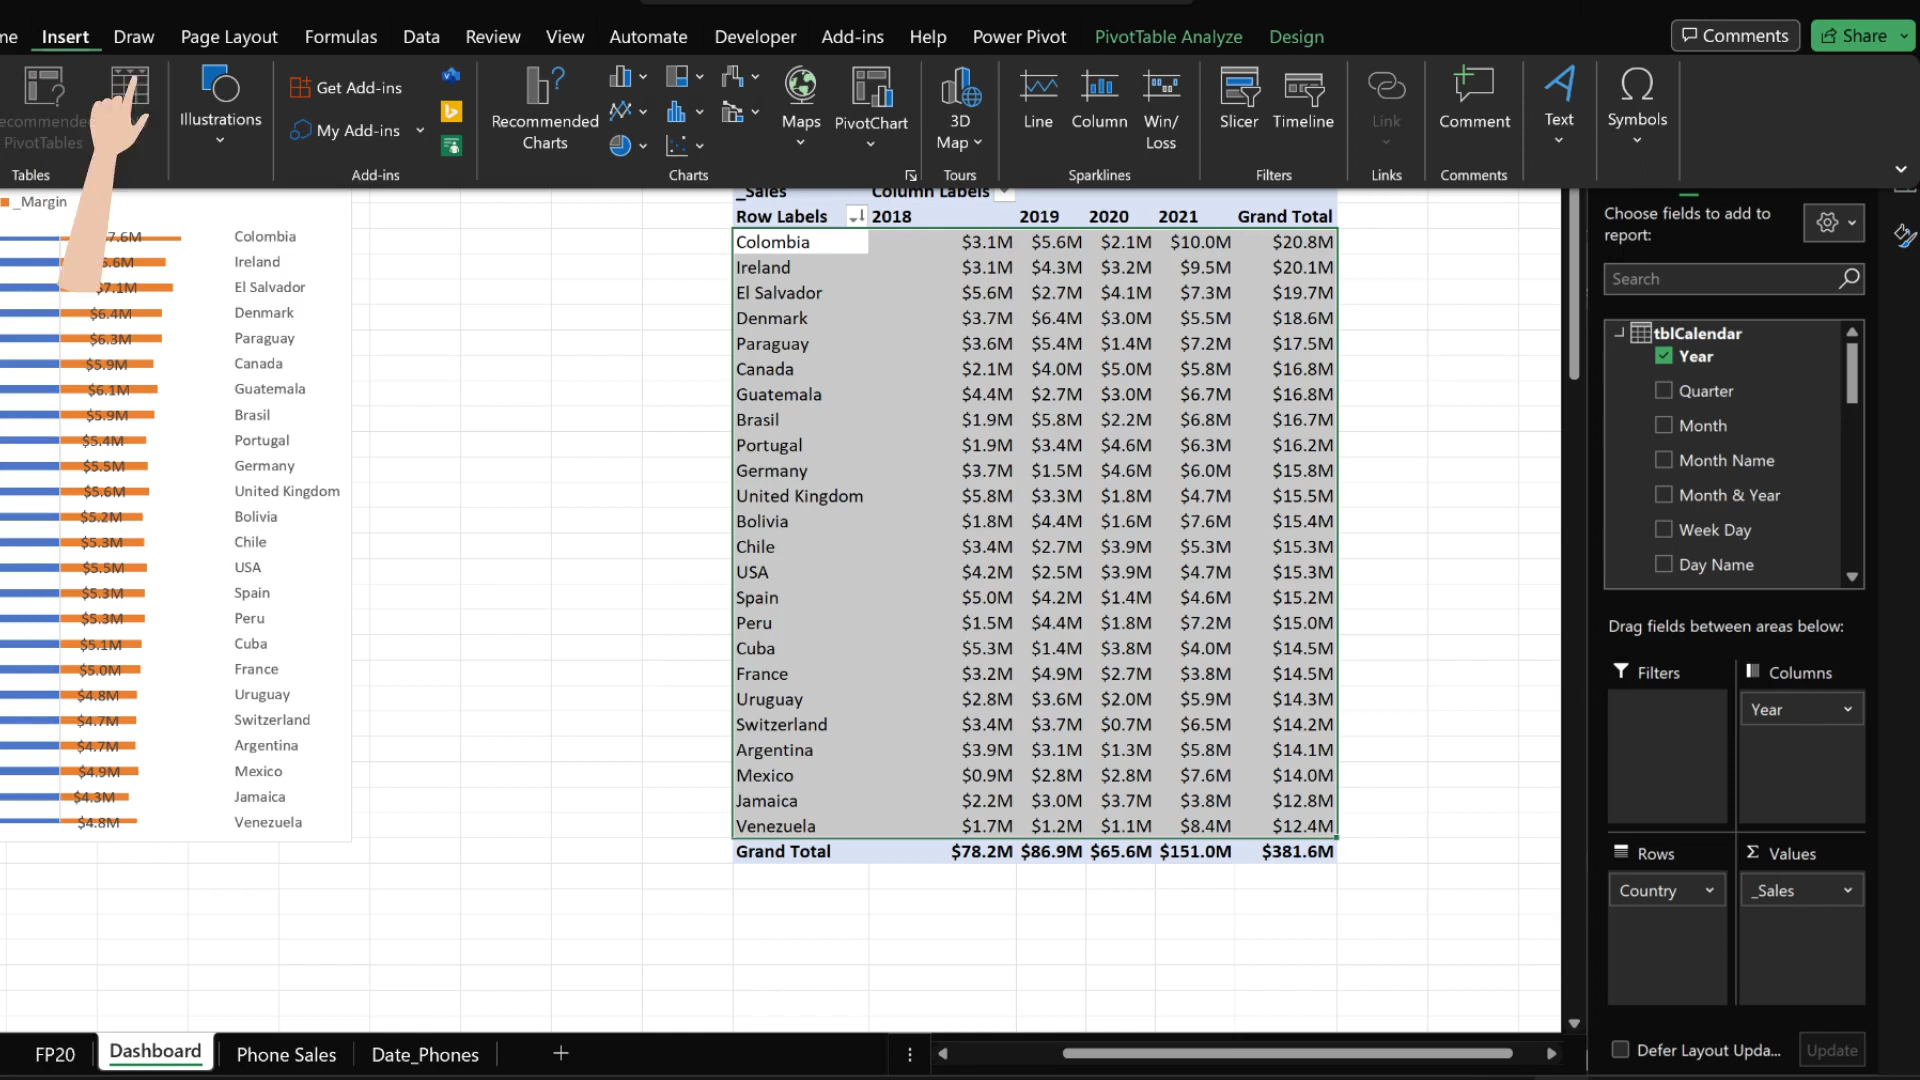 me Insert Draw Page Layout Formulas Data Review View Automate Developer Add-ins Help Power Pivot PivotTable Analyze Design Comments Share
Recommended PivotTables
Tables
Illustrations
Get Add-ins
My Add-ins
Add-ins
Recommended Charts
Maps
PivotChart
Charts
3D Map
Tours
Line
Column
Win/ Loss
Sparklines
Slicer
Timeline
Filters
Link
Links
Comment
Comments
Text
Symbols
_Margin
7.6M Colombia
6.6M Ireland
$7.1M El Salvador
$6.4M Denmark
$6.3M Paraguay
$5.9M Canada
$6.1M Guatemala
$5.9M Brasil
$5.4M Portugal
$5.5M Germany
$5.6M United Kingdom
$5.2M Bolivia
$5.3M Chile
$5.5M USA
$5.3M Spain
$5.3M Peru
$5.1M Cuba
$5.0M France
$4.8M Uruguay
$4.7M Switzerland
$4.7M Argentina
$4.9M Mexico
$4.3M Jamaica
$4.8M Venezuela
_Sales Column Labels
Row Labels 2018 2019 2020 2021 Grand Total
Colombia $3.1M $5.6M $2.1M $10.0M $20.8M
Ireland $3.1M $4.3M $3.2M $9.5M $20.1M
El Salvador $5.6M $2.7M $4.1M $7.3M $19.7M
Denmark $3.7M $6.4M $3.0M $5.5M $18.6M
Paraguay $3.6M $5.4M $1.4M $7.2M $17.5M
Canada $2.1M $4.0M $5.0M $5.8M $16.8M
Guatemala $4.4M $2.7M $3.0M $6.7M $16.8M
Brasil $1.9M $5.8M $2.2M $6.8M $16.7M
Portugal $1.9M $3.4M $4.6M $6.3M $16.2M
Germany $3.7M $1.5M $4.6M $6.0M $15.8M
United Kingdom $5.8M $3.3M $1.8M $4.7M $15.5M
Bolivia $1.8M $4.4M $1.6M $7.6M $15.4M
Chile $3.4M $2.7M $3.9M $5.3M $15.3M
USA $4.2M $2.5M $3.9M $4.7M $15.3M
Spain $5.0M $4.2M $1.4M $4.6M $15.2M
Peru $1.5M $4.4M $1.8M $7.2M $15.0M
Cuba $5.3M $1.4M $3.8M $4.0M $14.5M
France $3.2M $4.9M $2.7M $3.8M $14.5M
Uruguay $2.8M $3.6M $2.0M $5.9M $14.3M
Switzerland $3.4M $3.7M $0.7M $6.5M $14.2M
Argentina $3.9M $3.1M $1.3M $5.8M $14.1M
Mexico $0.9M $2.8M $2.8M $7.6M $14.0M
Jamaica $2.2M $3.0M $3.7M $3.8M $12.8M
Venezuela $1.7M $1.2M $1.1M $8.4M $12.4M
Grand Total $78.2M $86.9M $65.6M $151.0M $381.6M
Choose fields to add to
report:
Search
tblCalendar
Year
Quarter
Month
Month Name
Month & Year
Week Day
Day Name
Drag fields between areas below:
Filters Columns
Year
Rows Σ Values
Country _Sales
Defer Layout Upda... Update
FP20 Dashboard Phone Sales Date_Phones